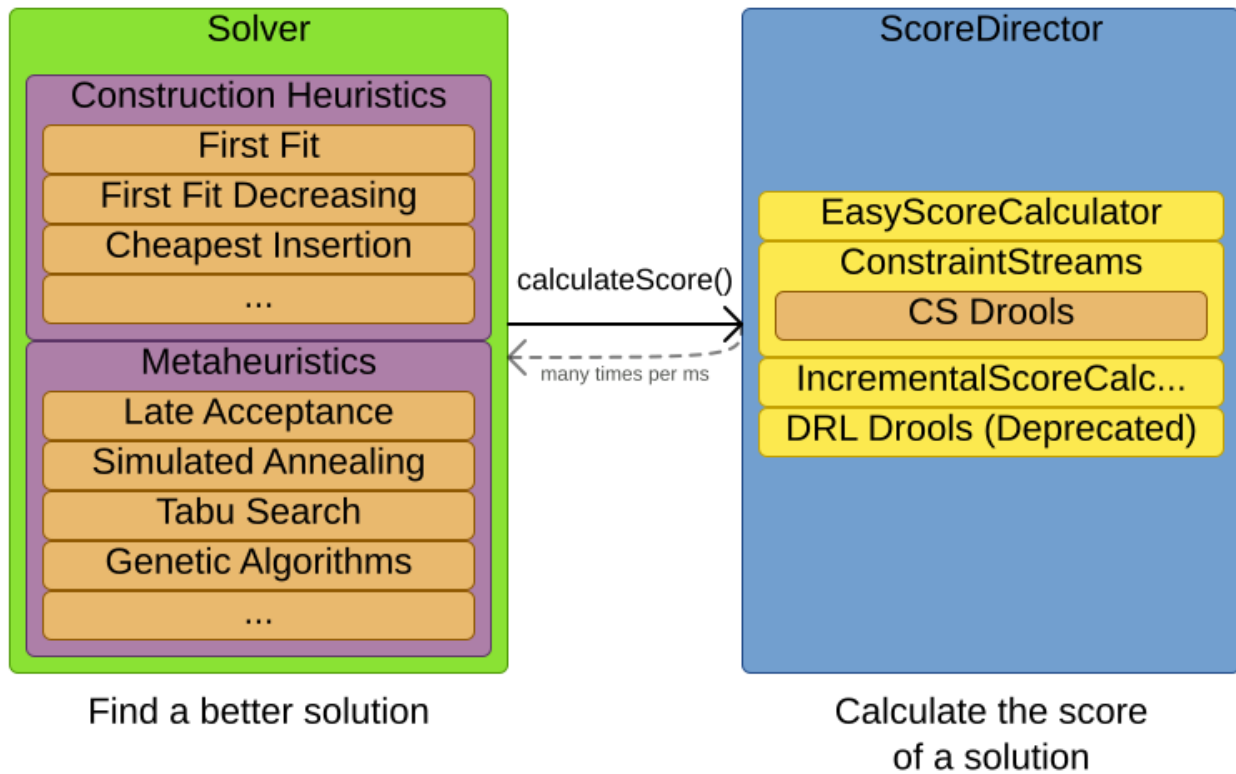 Solver
Construction Heuristics
First Fit
First Fit Decreasing
Cheapest Insertion
...
Metaheuristics
Late Acceptance
Simulated Annealing
Tabu Search
Genetic Algorithms
...
Find a better solution
calculateScore()
many times per ms
ScoreDirector
EasyScoreCalculator
ConstraintStreams
CS Drools
IncrementalScoreCalc...
DRL Drools (Deprecated)
Calculate the score
of a solution